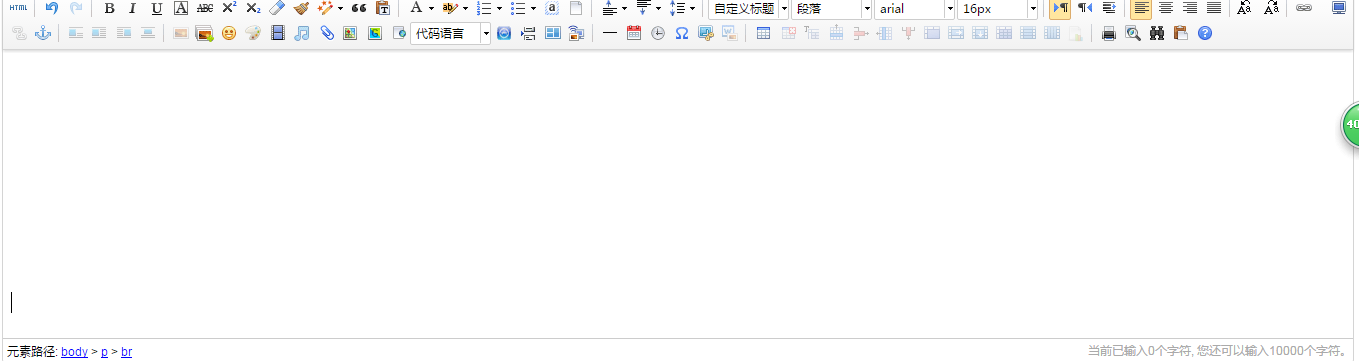 HTML B I U A ABC X² X₂ A ab 自定义标题 段落 arial 16px
代码语言
40
元素路径: body > p > br 当前已输入0个字符, 您还可以输入10000个字符。